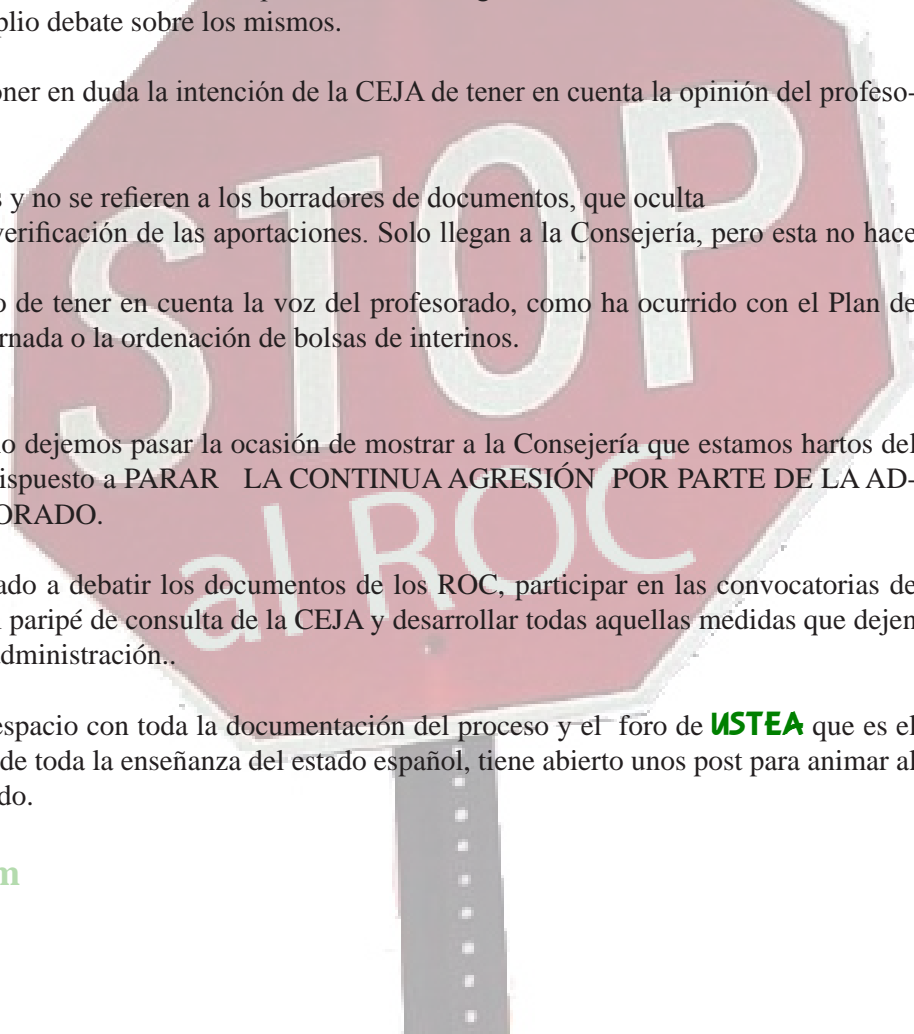 plio debate sobre los mismos.
oner en duda la intención de la CEJA de tener en cuenta la opinión del profeso-
s y no se refieren a los borradores de documentos, que oculta
verificación de las aportaciones. Solo llegan a la Consejería, pero esta no hace
o de tener en cuenta la voz del profesorado, como ha ocurrido con el Plan de
rnada o la ordenación de bolsas de interinos.
o dejemos pasar la ocasión de mostrar a la Consejería que estamos hartos del
ispuesto a PARAR LA CONTINUA AGRESIÓN POR PARTE DE LA AD-
ORADO.
ado a debatir los documentos de los ROC, participar en las convocatorias de
l paripé de consulta de la CEJA y desarrollar todas aquellas medidas que dejen
administración..
espacio con toda la documentación del proceso y el foro de USTEA que es el
de toda la enseñanza del estado español, tiene abierto unos post para animar al
do.
m
STOP
al ROC